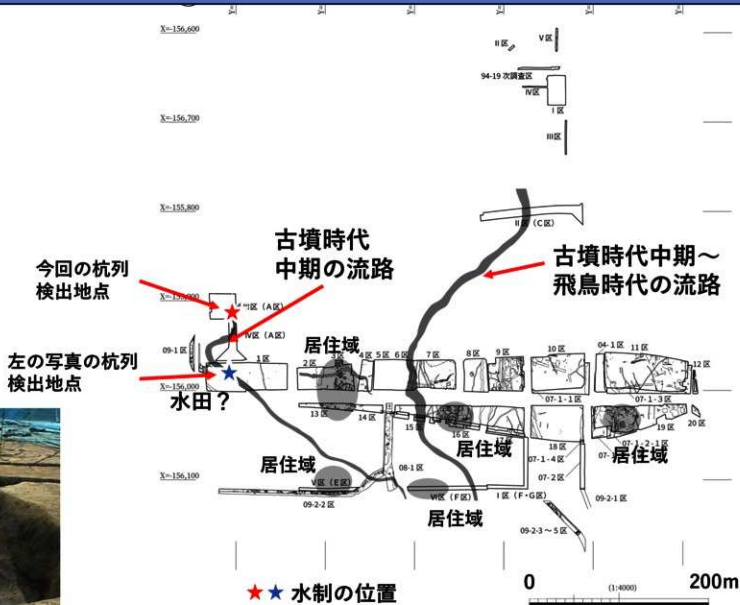 X=-156,600
II区
V区
94-19 次調査区
IV区
I 区
X=-156,700
III区
X=-155,800
II区（C区）
古墳時代
中期の流路
古墳時代中期～
飛鳥時代の流路
今回の杭列
検出地点
区（A区）
IV区（A区）
09-1 区
左の写真の杭列
検出地点
居住域
1区
2区
4区
5区
6区
7区
8区
9区
10区
04-1 区
11区
12区
X=-156,000
水田？
07-1-1 区
07-1-3区
13区
14区
15区
16区
18区
19区
20区
07-1-2-1区
居住域
居住域
居住域
07-1-4区
08-1 区
07-2 区
X=-156,100
V区（E区）
VI区（F区）
I 区（F・G区）
09-2-2 区
09-2-1 区
居住域
09-2-3～5 区
★★ 水制の位置
0
(1:4000)
200m